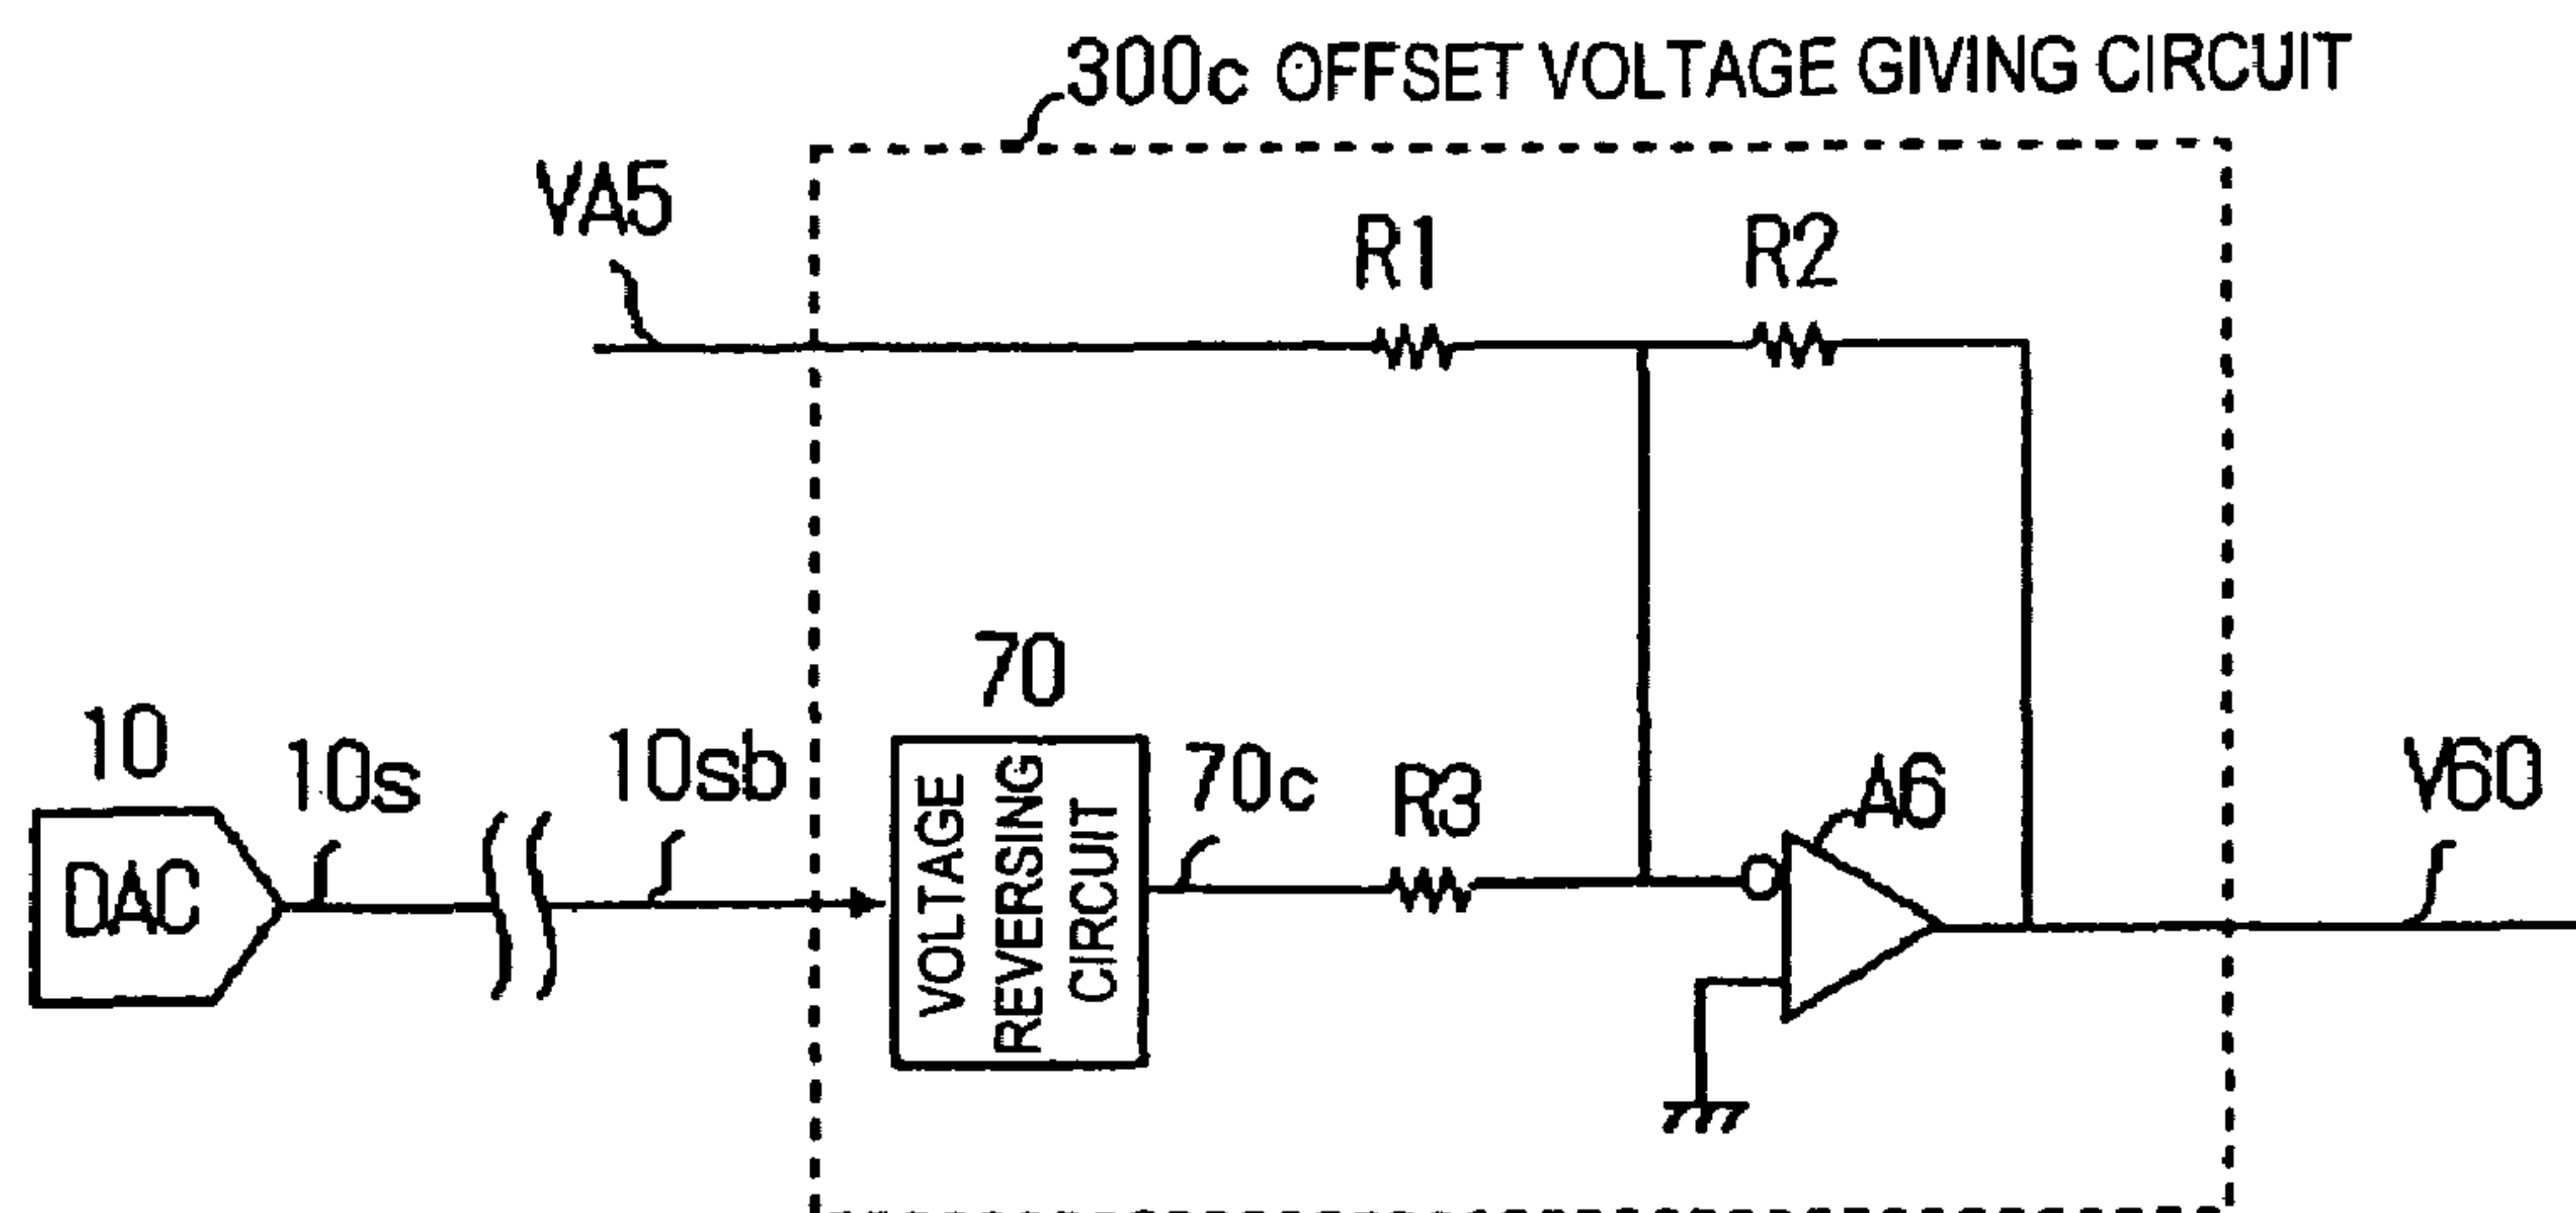 300c OFFSET VOLTAGE GIVING CIRCUIT
VA5
R1
R2
70
10
10s
10sb
70c
R3
A6
V60
DAC
VOLTAGE
REVERSING
CIRCUIT